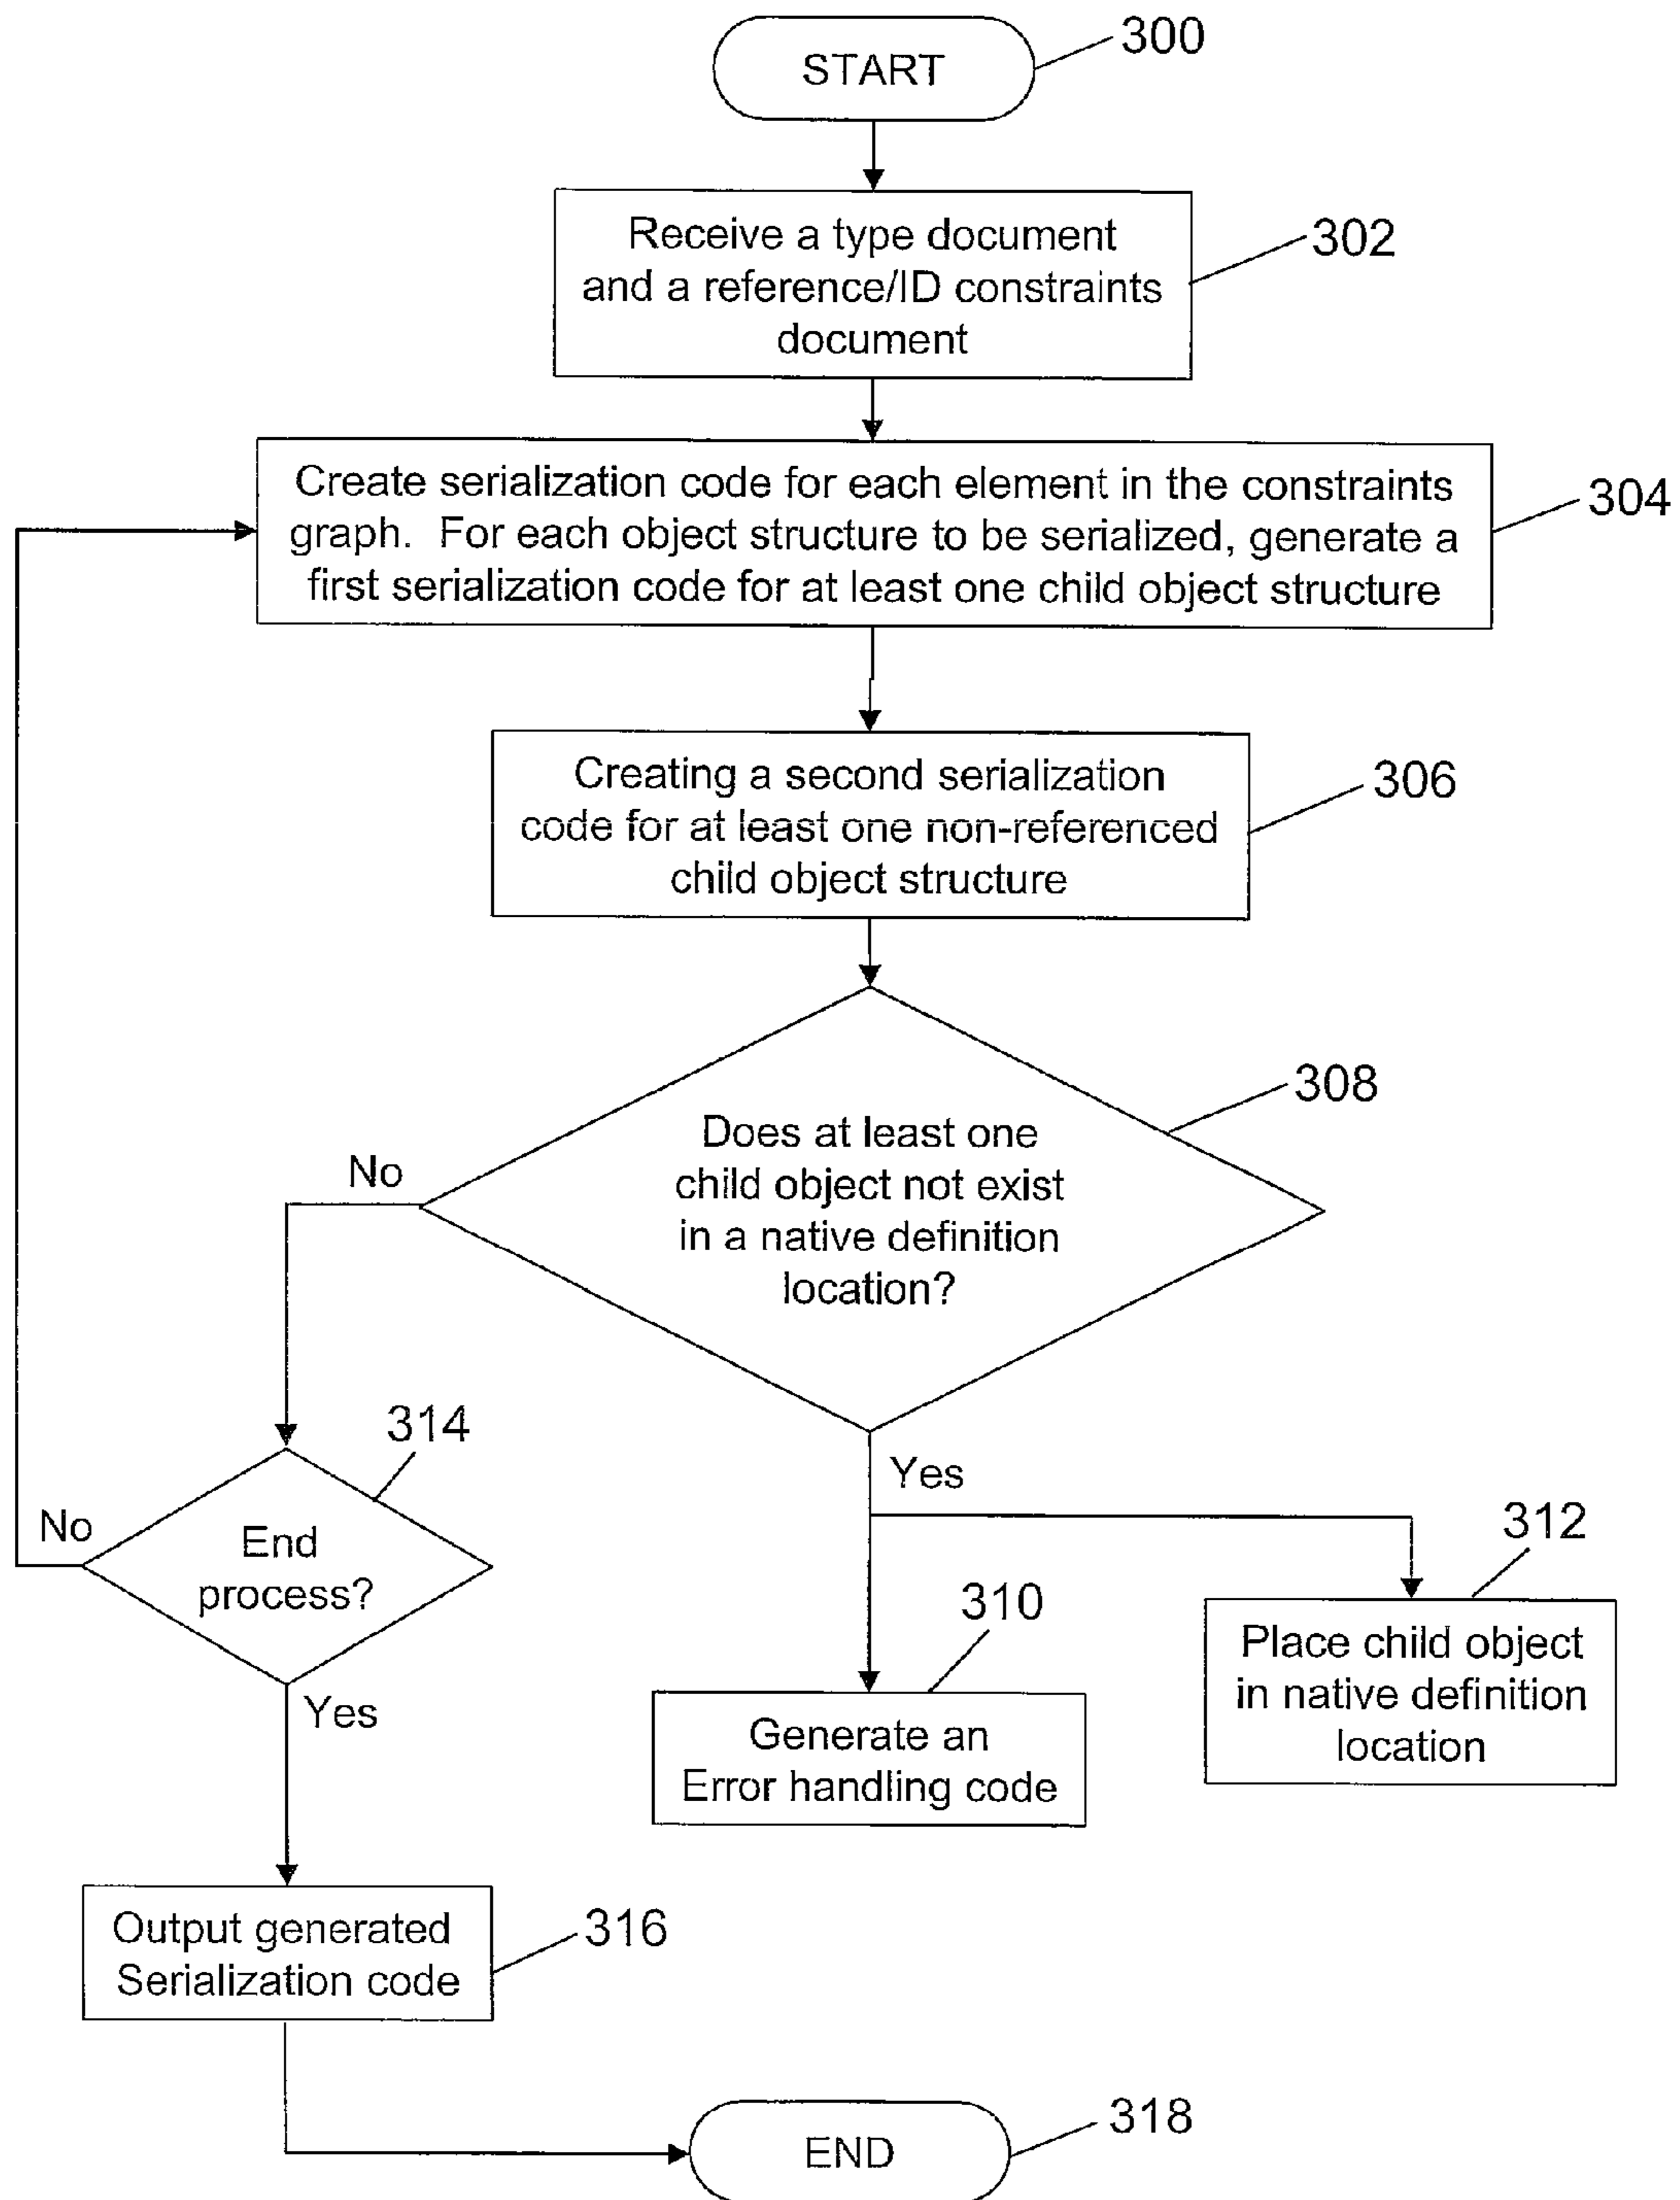 START
300
Receive a type document
and a reference/ID constraints
document
302
Create serialization code for each element in the constraints
graph. For each object structure to be serialized, generate a
first serialization code for at least one child object structure
304
Creating a second serialization
code for at least one non-referenced
child object structure
306
Does at least one
child object not exist
in a native definition
location?
308
No
Yes
314
End
process?
No
Yes
310
Generate an
Error handling code
312
Place child object
in native definition
location
Output generated
Serialization code
316
END
318